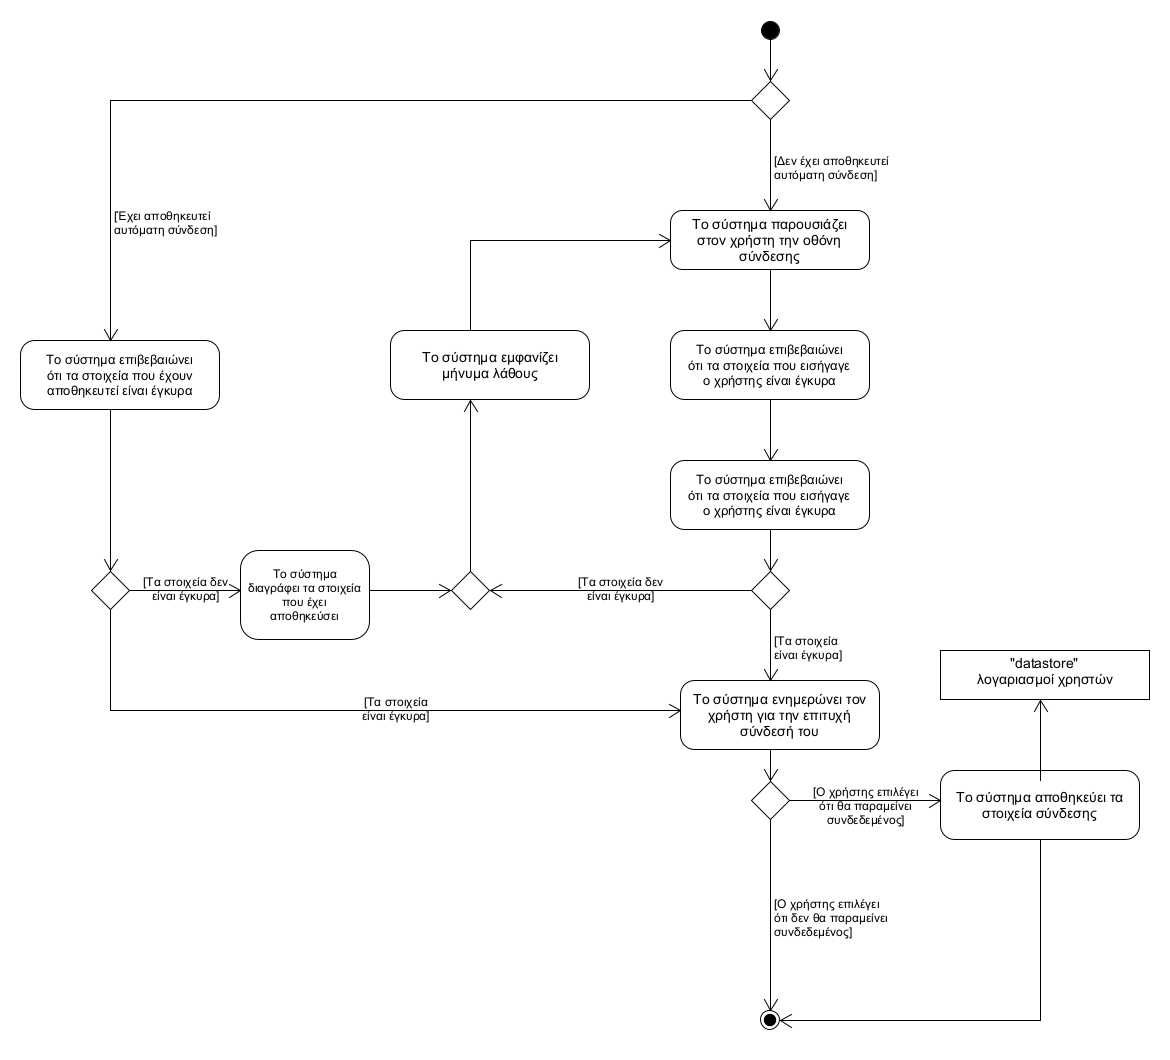 [Δεν έχει αποθηκευτεί
αυτόματη σύνδεση]
[Έχει αποθηκευτεί
αυτόματη σύνδεση]
Το σύστημα παρουσιάζει
στον χρήστη την οθόνη
σύνδεσης
Το σύστημα επιβεβαιώνει
ότι τα στοιχεία που έχουν
αποθηκευτεί είναι έγκυρα
Το σύστημα εμφανίζει
μήνυμα λάθους
Το σύστημα επιβεβαιώνει
ότι τα στοιχεία που εισήγαγε
ο χρήστης είναι έγκυρα
Το σύστημα επιβεβαιώνει
ότι τα στοιχεία που εισήγαγε
ο χρήστης είναι έγκυρα
[Τα στοιχεία δεν
είναι έγκυρα]
Το σύστημα
διαγράφει τα στοιχεία
που έχει
αποθηκεύσει
[Τα στοιχεία δεν
είναι έγκυρα]
[Τα στοιχεία
είναι έγκυρα]
"datastore"
λογαριασμοί χρηστών
[Τα στοιχεία
είναι έγκυρα]
Το σύστημα ενημερώνει τον
χρήστη για την επιτυχή
σύνδεσή του
[Ο χρήστης επιλέγει
ότι θα παραμείνει
συνδεδεμένος]
Το σύστημα αποθηκεύει τα
στοιχεία σύνδεσης
[Ο χρήστης επιλέγει
ότι δεν θα παραμείνει
συνδεδεμένος]